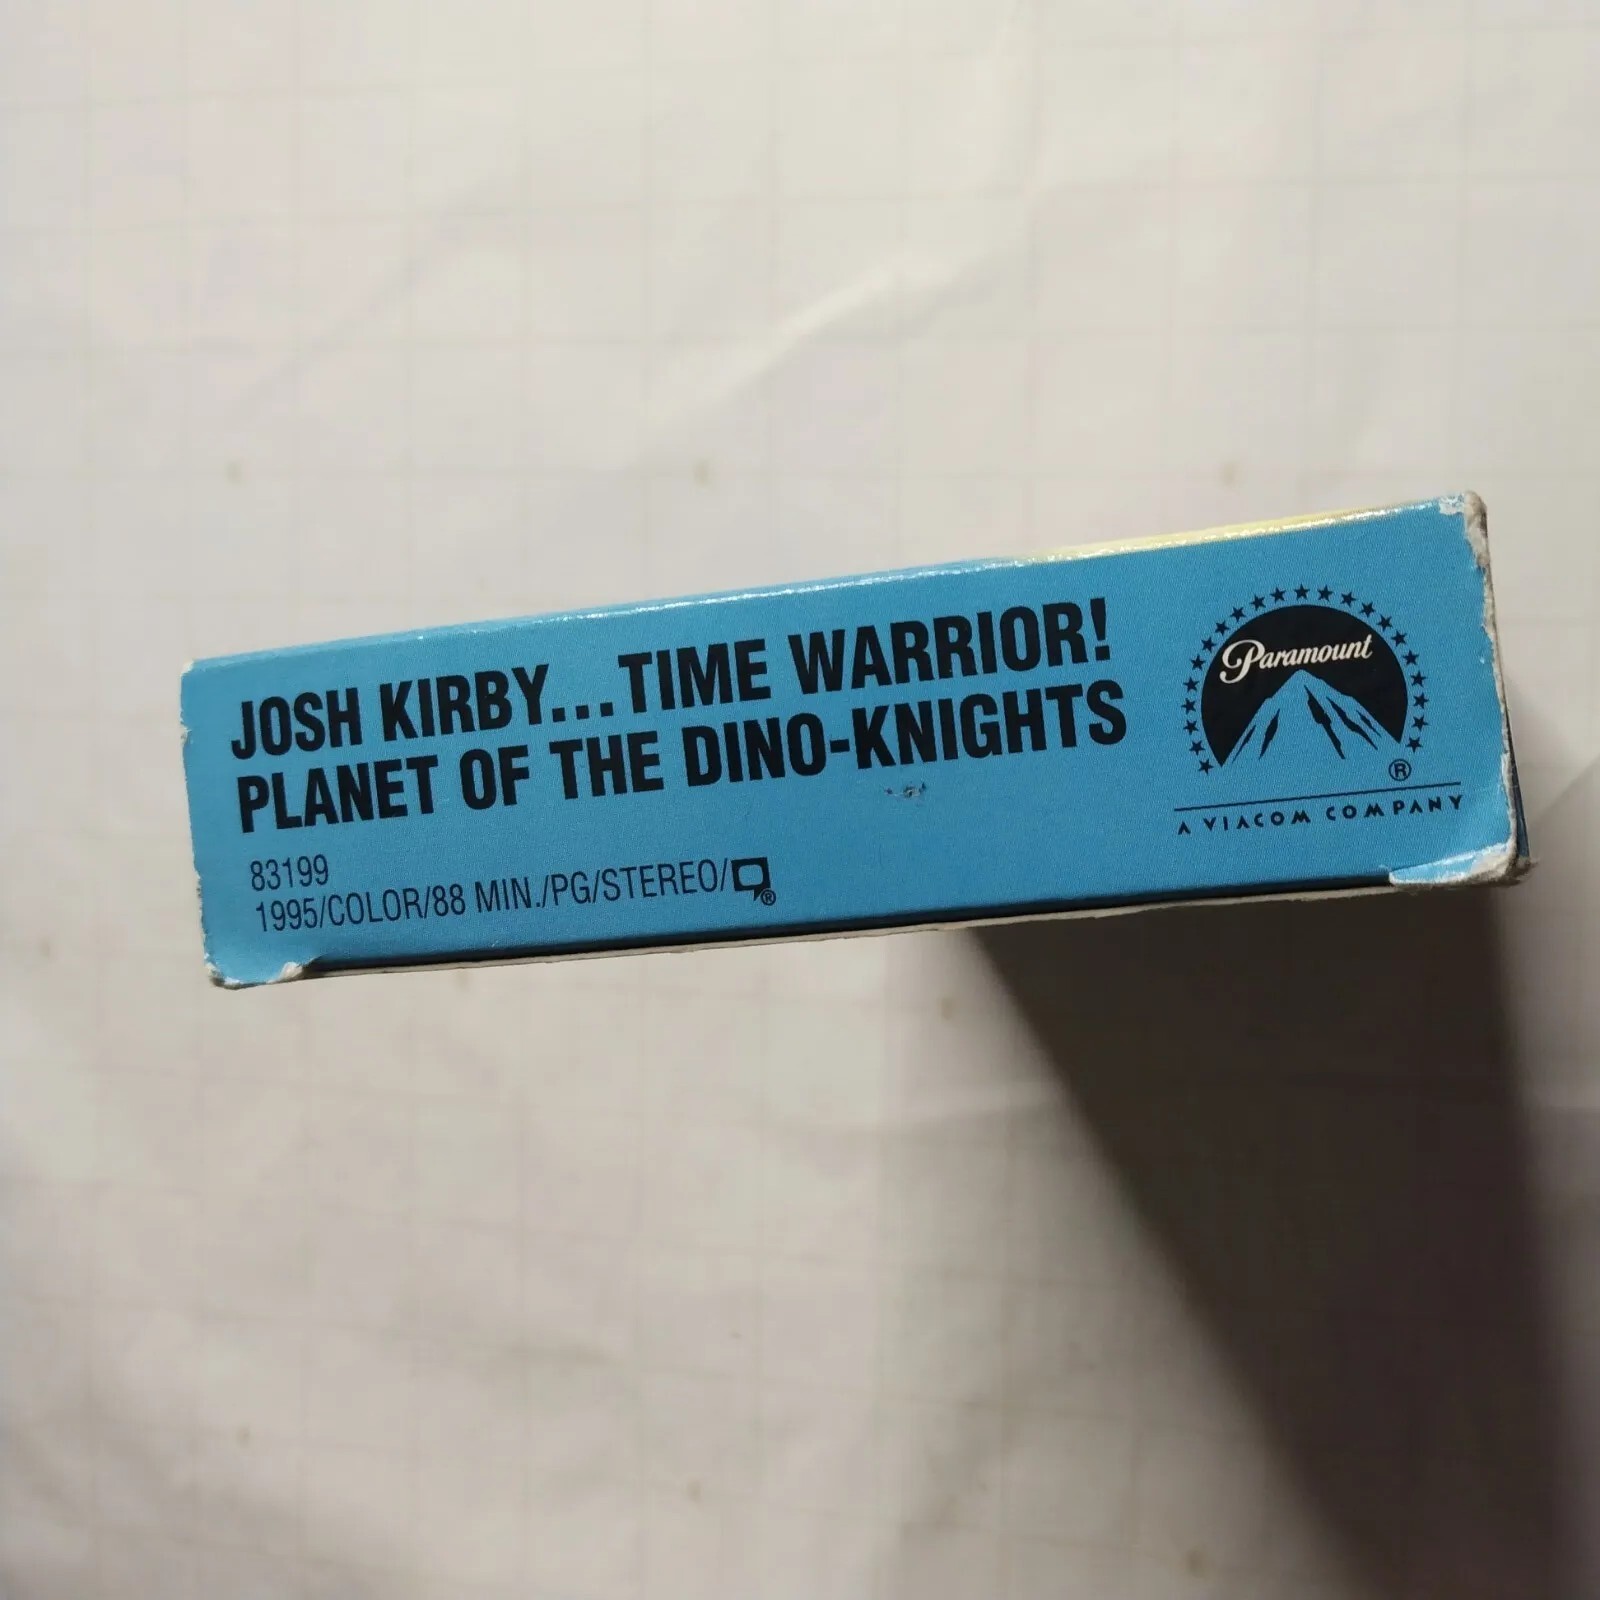 JOSH KIRBY...TIME WARRIOR!
PLANET OF THE DINO-KNIGHTS
83199
1995/COLOR/88 MIN./PG/STEREO/
®
Paramount
®
A VIACOM COMPANY